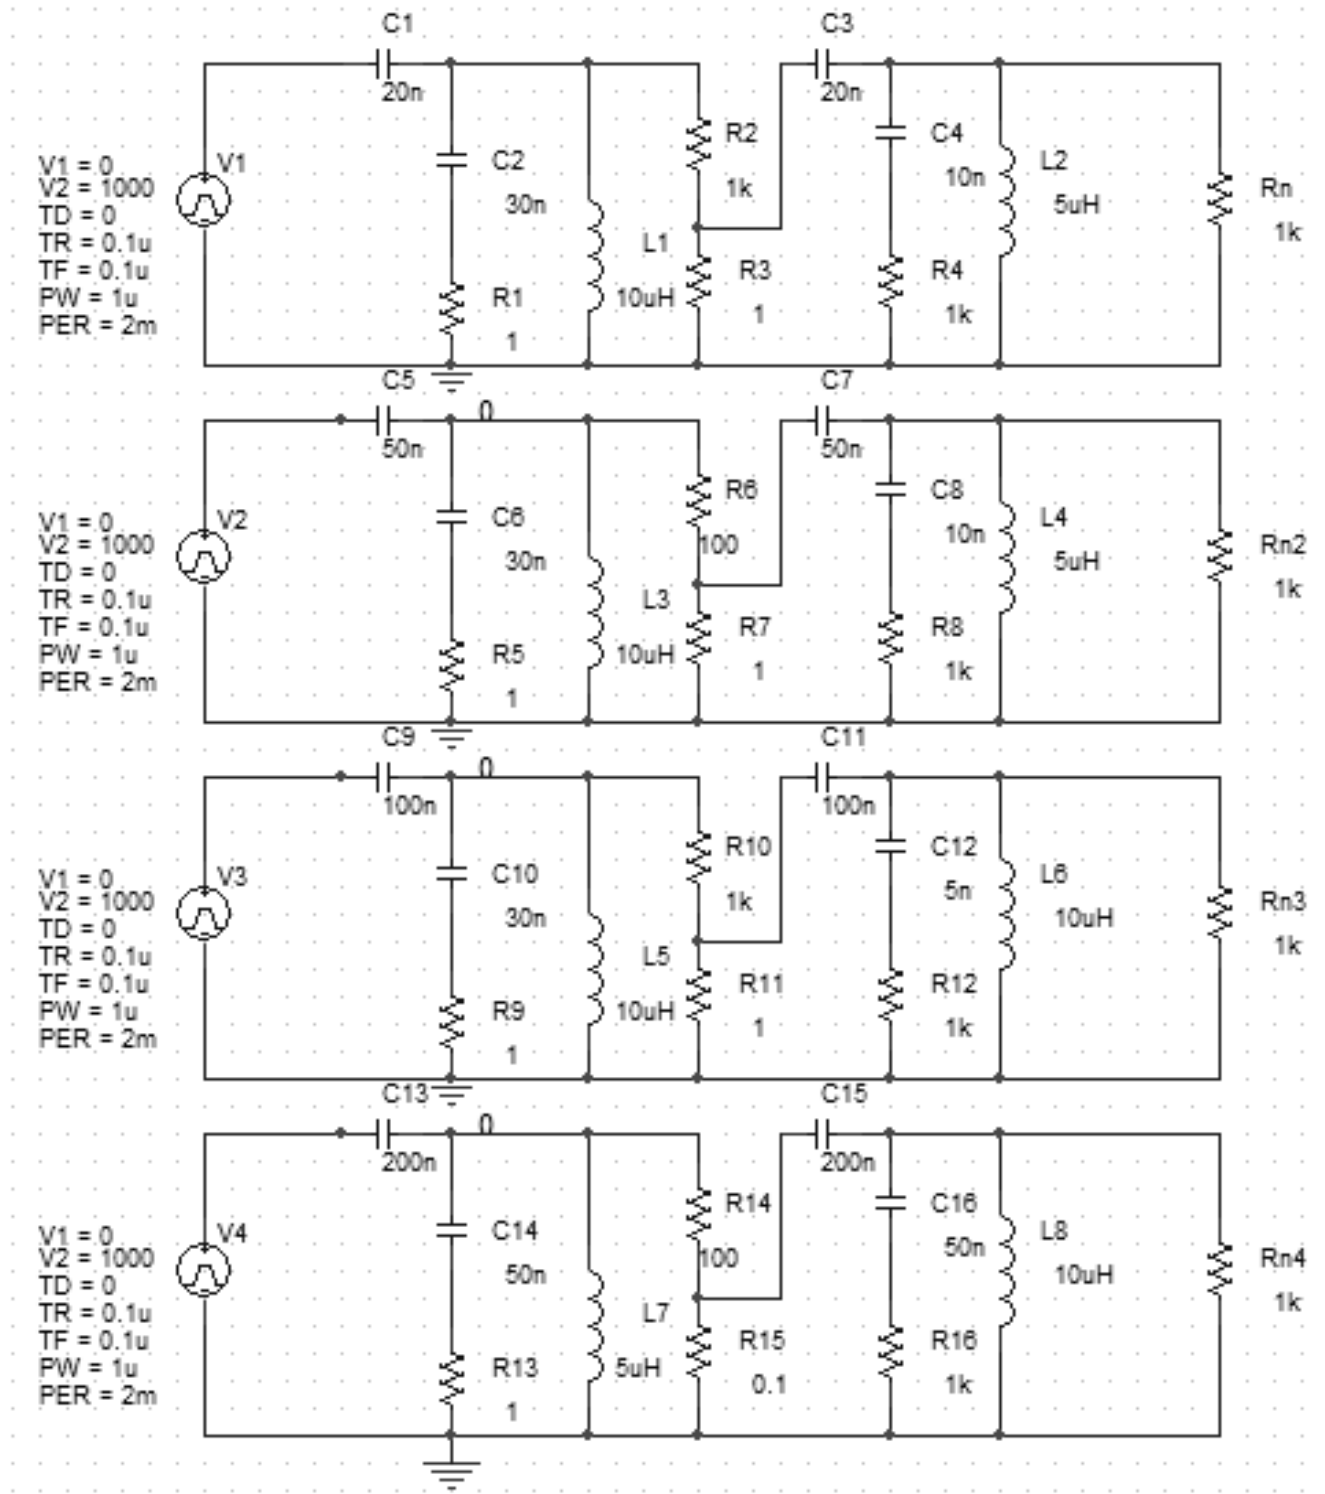 C1
C3
20n
20n
R2
C4
V1
V1 = 0
C2
L2
V2 = 1000
10n
Rn
TD = 0
30n
1k
5uH
TR = 0.1u
L1
1k
TF = 0.1u
R3
R4
PW = 1u
R1
10uH
PER = 2m
1
1k
1
C5
C7
0
50n
50n
R6
C8
V2
V1 = 0
C6
L4
V2 = 1000
100
10n
Rn2
TD = 0
30n
5uH
TR = 0.1u
L3
1k
TF = 0.1u
R7
R8
PW = 1u
R5
10uH
PER = 2m
1
1k
1
C9
C11
0
100n
100n
R10
C12
V3
V1 = 0
C10
L6
V2 = 1000
5n
Rn3
TD = 0
30n
1k
10uH
TR = 0.1u
L5
1k
TF = 0.1u
R11
R12
PW = 1u
R9
10uH
PER = 2m
1
1k
1
C13
C15
0
200n
200n
R14
C16
V4
V1 = 0
C14
L8
V2 = 1000
100
50n
Rn4
TD = 0
50n
10uH
TR = 0.1u
L7
1k
TF = 0.1u
R15
R16
PW = 1u
R13
5uH
PER = 2m
0.1
1k
1